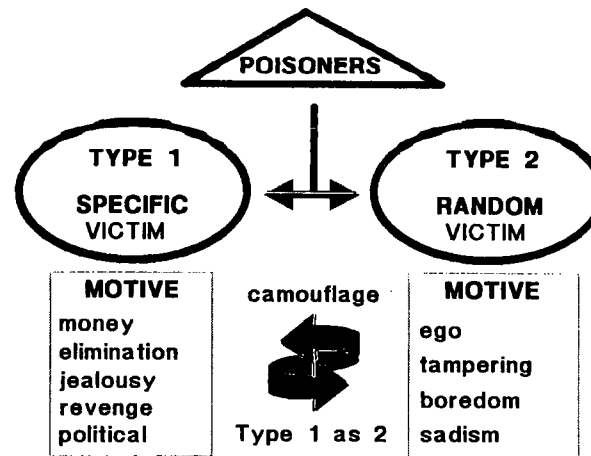 POISONERS
TYPE 1
SPECIFIC
VICTIM
TYPE 2
RANDOM
VICTIM
MOTIVE
money
elimination
jealousy
revenge
political
camouflage
Type 1 as 2
MOTIVE
ego
tampering
boredom
sadism